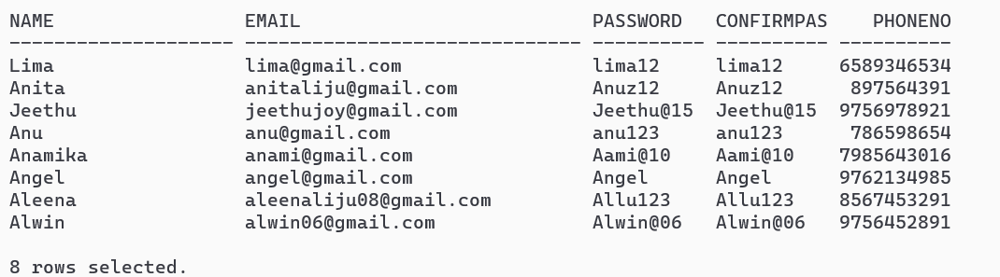 NAME                 EMAIL                          PASSWORD   CONFIRMPAS    PHONENO
-------------------- ------------------------------ ---------- ---------- ----------
Lima                 lima@gmail.com                 lima12     lima12     6589346534
Anita                anitaliju@gmail.com            Anuz12     Anuz12      897564391
Jeethu               jeethujoy@gmail.com            Jeethu@15  Jeethu@15  9756978921
Anu                  anu@gmail.com                  anu123     anu123      786598654
Anamika              anami@gmail.com                Aami@10    Aami@10    7985643016
Angel                angel@gmail.com                Angel      Angel      9762134985
Aleena               aleenaliju08@gmail.com         Allu123    Allu123    8567453291
Alwin                alwin06@gmail.com              Alwin@06   Alwin@06   9756452891

8 rows selected.